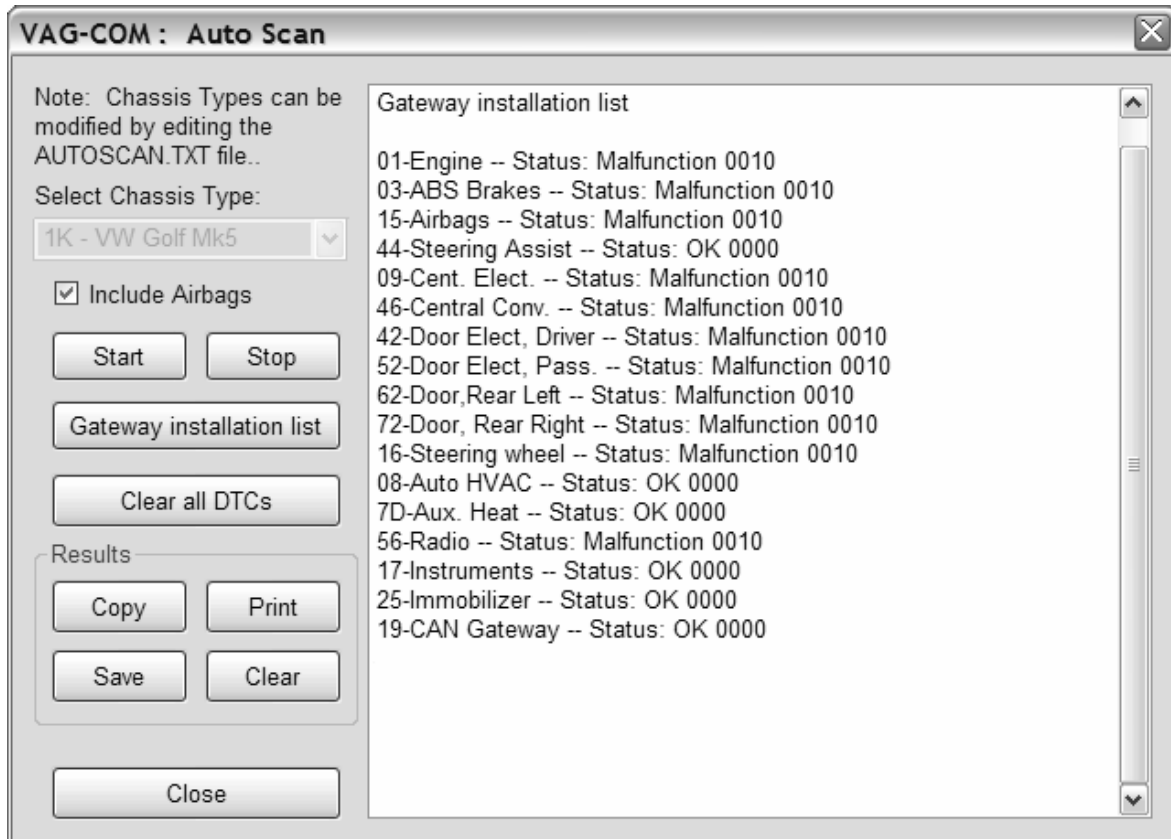 VAG-COM :  Auto Scan
Note:  Chassis Types can be
modified by editing the
AUTOSCAN.TXT file..
Select Chassis Type:
1K - VW Golf Mk5
Include Airbags
Start
Stop
Gateway installation list
Clear all DTCs
Results
Copy
Print
Save
Clear
Close
Gateway installation list
01-Engine -- Status: Malfunction 0010
03-ABS Brakes -- Status: Malfunction 0010
15-Airbags -- Status: Malfunction 0010
44-Steering Assist -- Status: OK 0000
09-Cent. Elect. -- Status: Malfunction 0010
46-Central Conv. -- Status: Malfunction 0010
42-Door Elect, Driver -- Status: Malfunction 0010
52-Door Elect, Pass. -- Status: Malfunction 0010
62-Door,Rear Left -- Status: Malfunction 0010
72-Door, Rear Right -- Status: Malfunction 0010
16-Steering wheel -- Status: Malfunction 0010
08-Auto HVAC -- Status: OK 0000
7D-Aux. Heat -- Status: OK 0000
56-Radio -- Status: Malfunction 0010
17-Instruments -- Status: OK 0000
25-Immobilizer -- Status: OK 0000
19-CAN Gateway -- Status: OK 0000